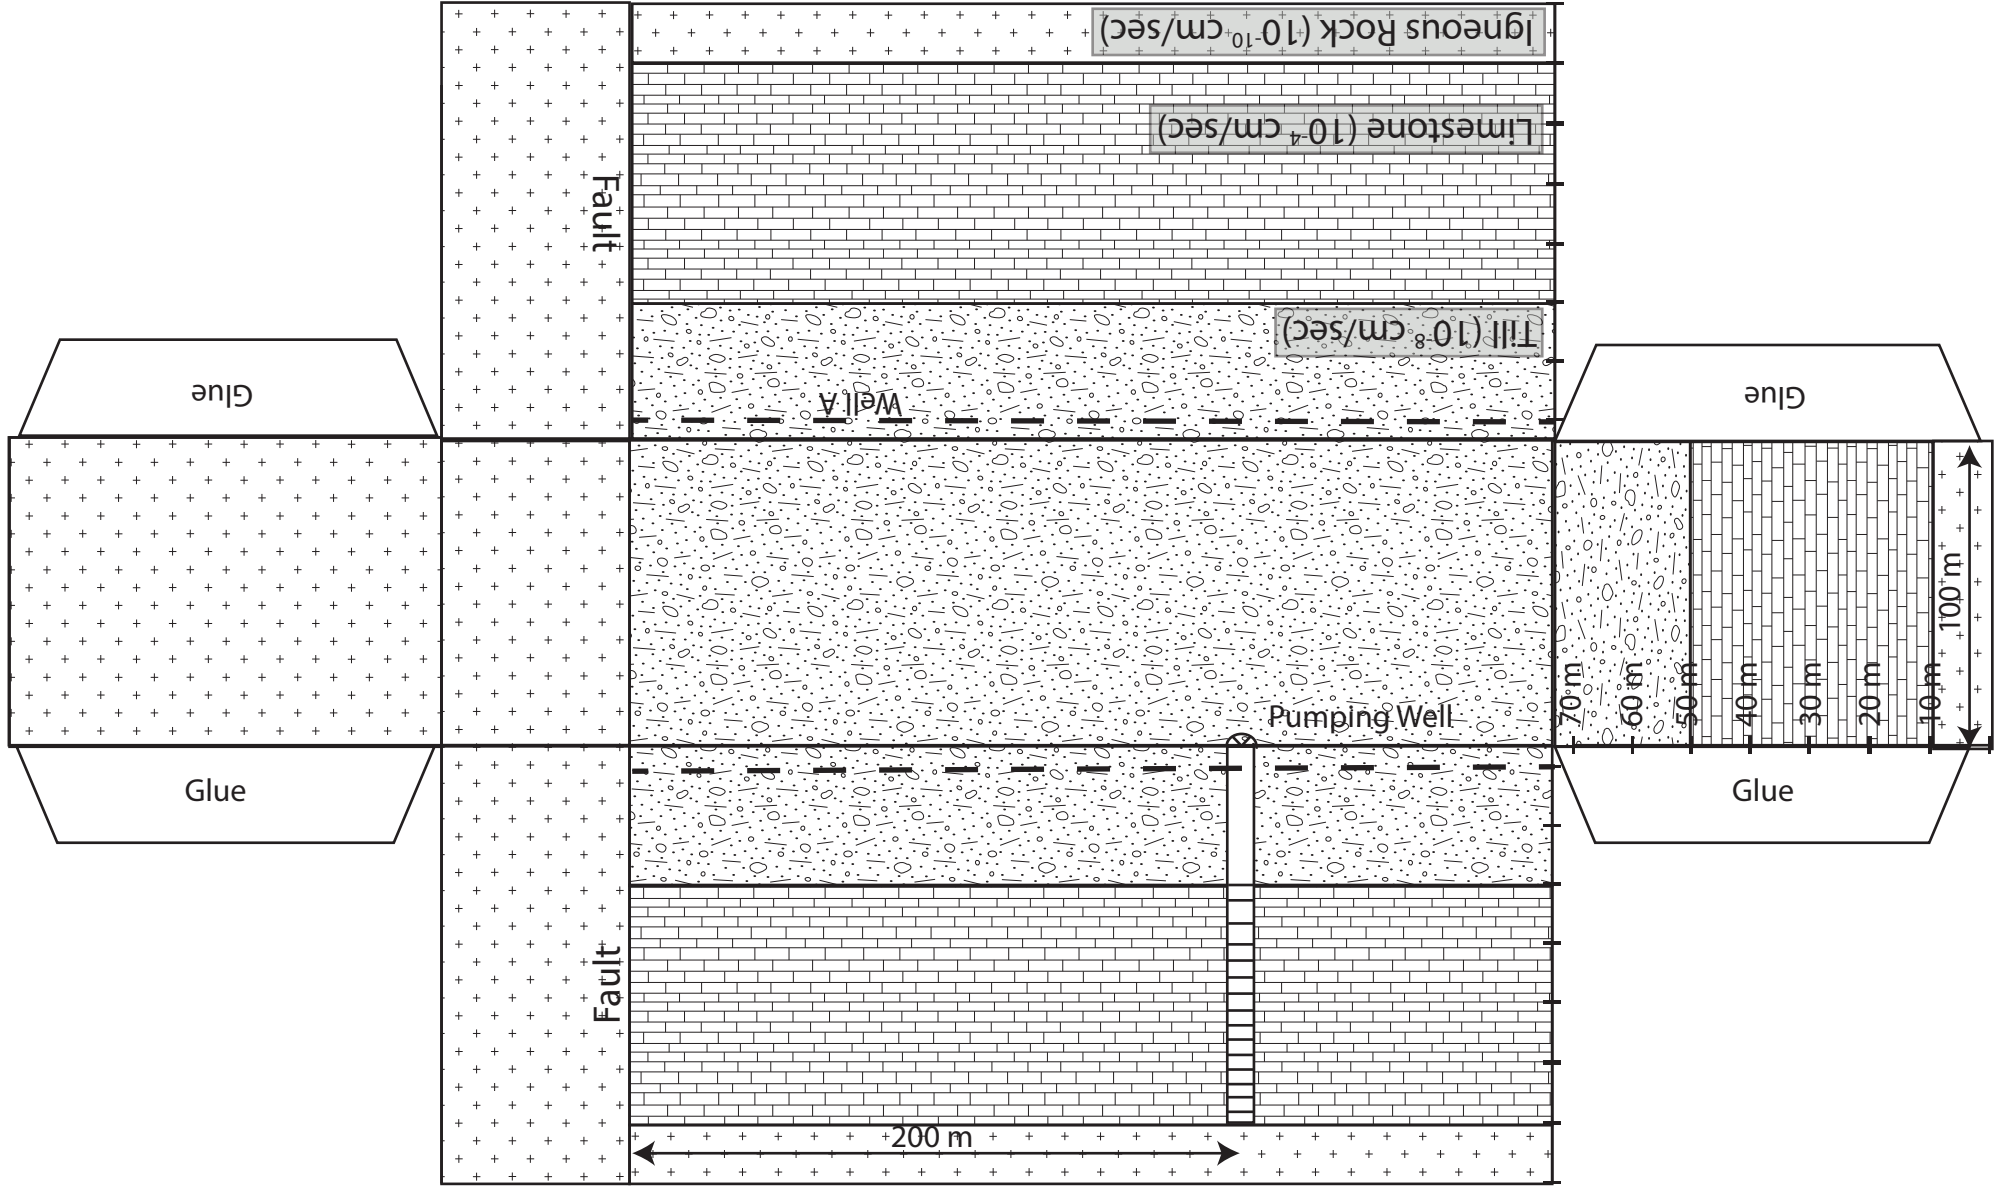 Igneous Rock (10-10 cm/sec)
Limestone (10-4 cm/sec)
Fault
Till (10-8 cm/sec)
Glue
Glue
Well A
100 m
70 m
60 m
50 m
40 m
30 m
20 m
10 m
Pumping Well
Glue
Glue
Fault
200 m